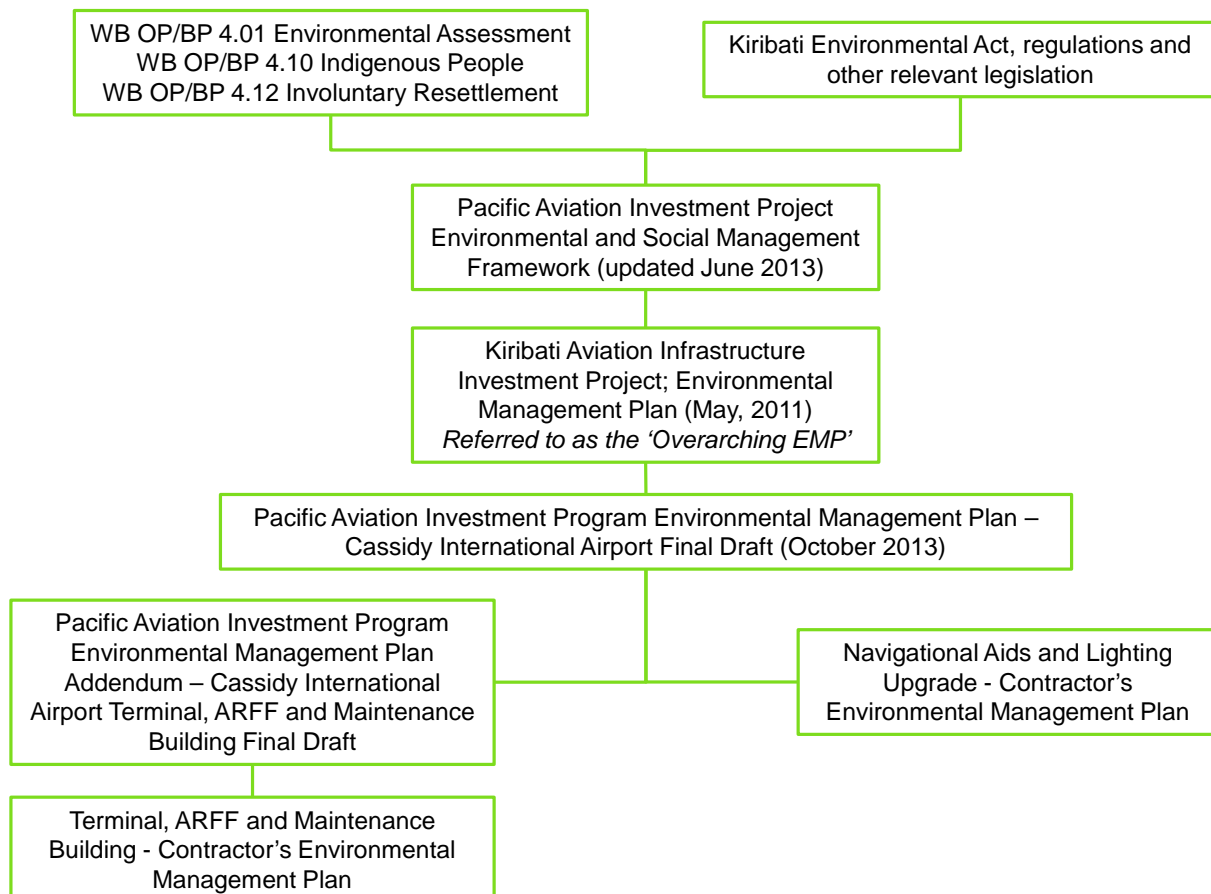 WB OP/BP 4.01 Environmental Assessment
WB OP/BP 4.10 Indigenous People
WB OP/BP 4.12 Involuntary Resettlement
Kiribati Environmental Act, regulations and
other relevant legislation
Pacific Aviation Investment Project
Environmental and Social Management
Framework (updated June 2013)
Kiribati Aviation Infrastructure
Investment Project; Environmental
Management Plan (May, 2011)
Referred to as the ‘Overarching EMP’
Pacific Aviation Investment Program Environmental Management Plan –
Cassidy International Airport Final Draft (October 2013)
Pacific Aviation Investment Program
Environmental Management Plan
Addendum – Cassidy International
Airport Terminal, ARFF and Maintenance
Building Final Draft
Navigational Aids and Lighting
Upgrade - Contractor’s
Environmental Management Plan
Terminal, ARFF and Maintenance
Building - Contractor’s Environmental
Management Plan